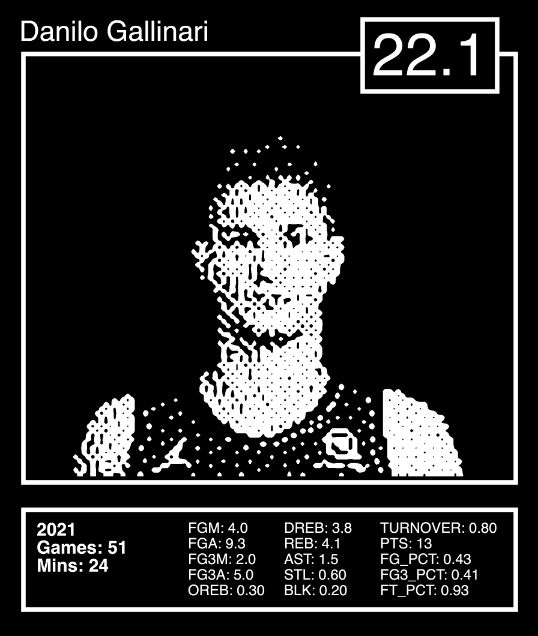 Danilo Gallinari
22.1
2021
Games: 51
Mins: 24
FGM: 4.0
FGA: 9.3
FG3M: 2.0
FG3A: 5.0
OREB: 0.30
DREB: 3.8
REB: 4.1
AST: 1.5
STL: 0.60
BLK: 0.20
TURNOVER: 0.80
PTS: 13
FG_PCT: 0.43
FG3_PCT: 0.41
FT_PCT: 0.93